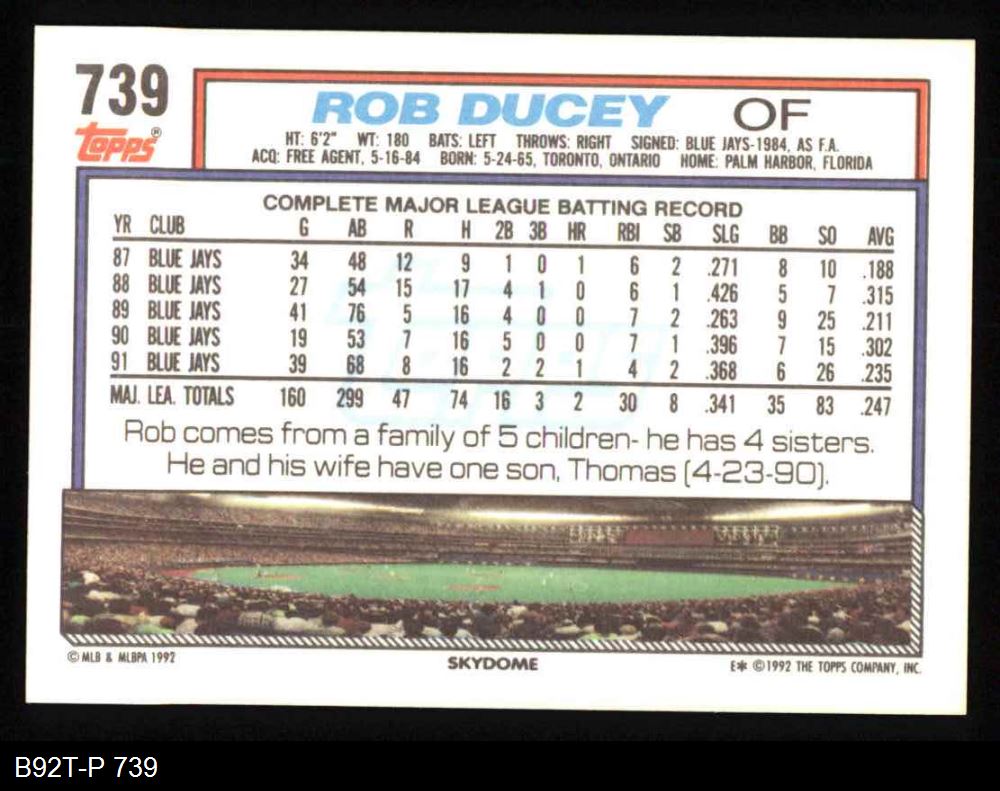 739
Topps®
ROB DUCEY OF
HT: 6'2" WT: 180 BATS: LEFT THROWS: RIGHT SIGNED: BLUE JAYS-1984, AS F.A.
ACQ: FREE AGENT, 5-16-84 BORN: 5-24-65, TORONTO, ONTARIO HOME: PALM HARBOR, FLORIDA
COMPLETE MAJOR LEAGUE BATTING RECORD
YR CLUB G AB R H 2B 3B HR RBI SB SLG BB SO AVG
87 BLUE JAYS 34 48 12 9 1 0 1 6 2 .271 8 10 .188
88 BLUE JAYS 27 54 15 17 4 1 0 6 1 .426 5 7 .315
89 BLUE JAYS 41 76 5 16 4 0 0 7 2 .263 9 25 .211
90 BLUE JAYS 19 53 7 16 5 0 0 7 1 .396 7 15 .302
91 BLUE JAYS 39 68 8 16 2 2 1 4 2 .368 6 26 .235
MAJ. LEA. TOTALS 160 299 47 74 16 3 2 30 8 .341 35 83 .247
Rob comes from a family of 5 children- he has 4 sisters.
He and his wife have one son, Thomas (4-23-90).
© MLB & MLBPA 1992 SKYDOME E* © 1992 THE TOPPS COMPANY, INC.
B92T-P 739